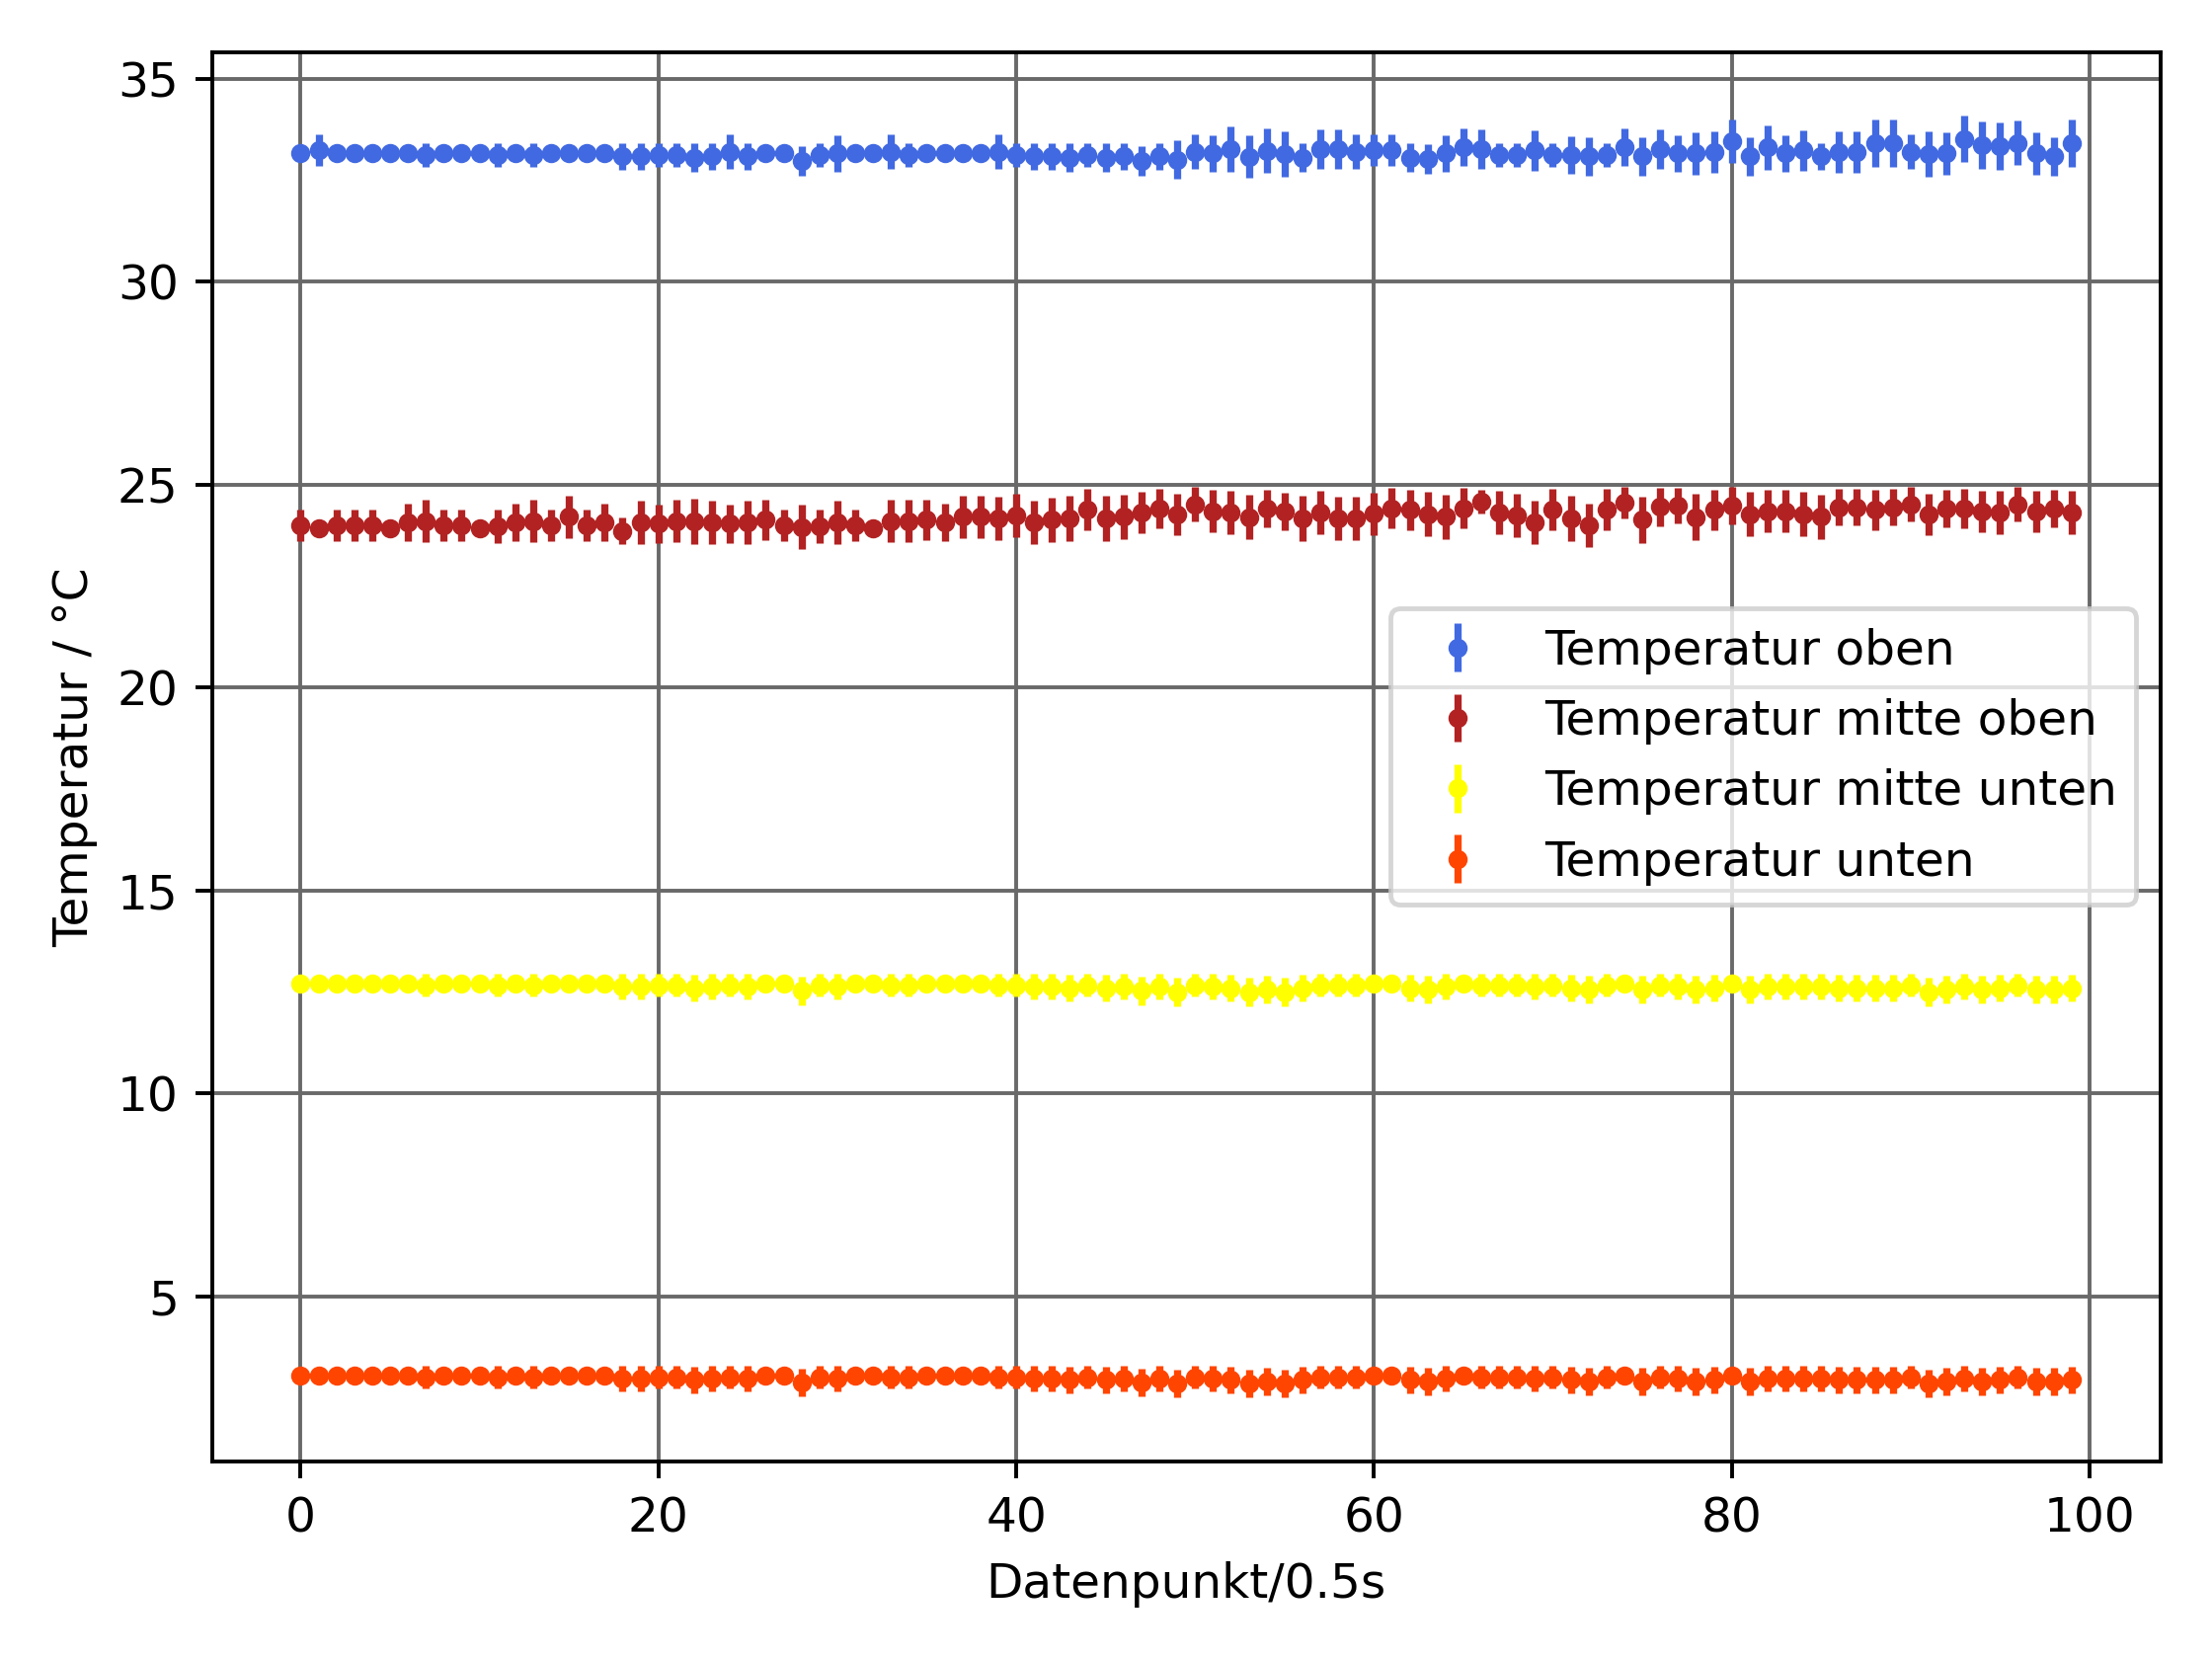 35
30
25
20
15
10
5
Temperatur / °C
Temperatur oben
Temperatur mitte oben
Temperatur mitte unten
Temperatur unten
0 20 40 60 80 100
Datenpunkt/0.5s